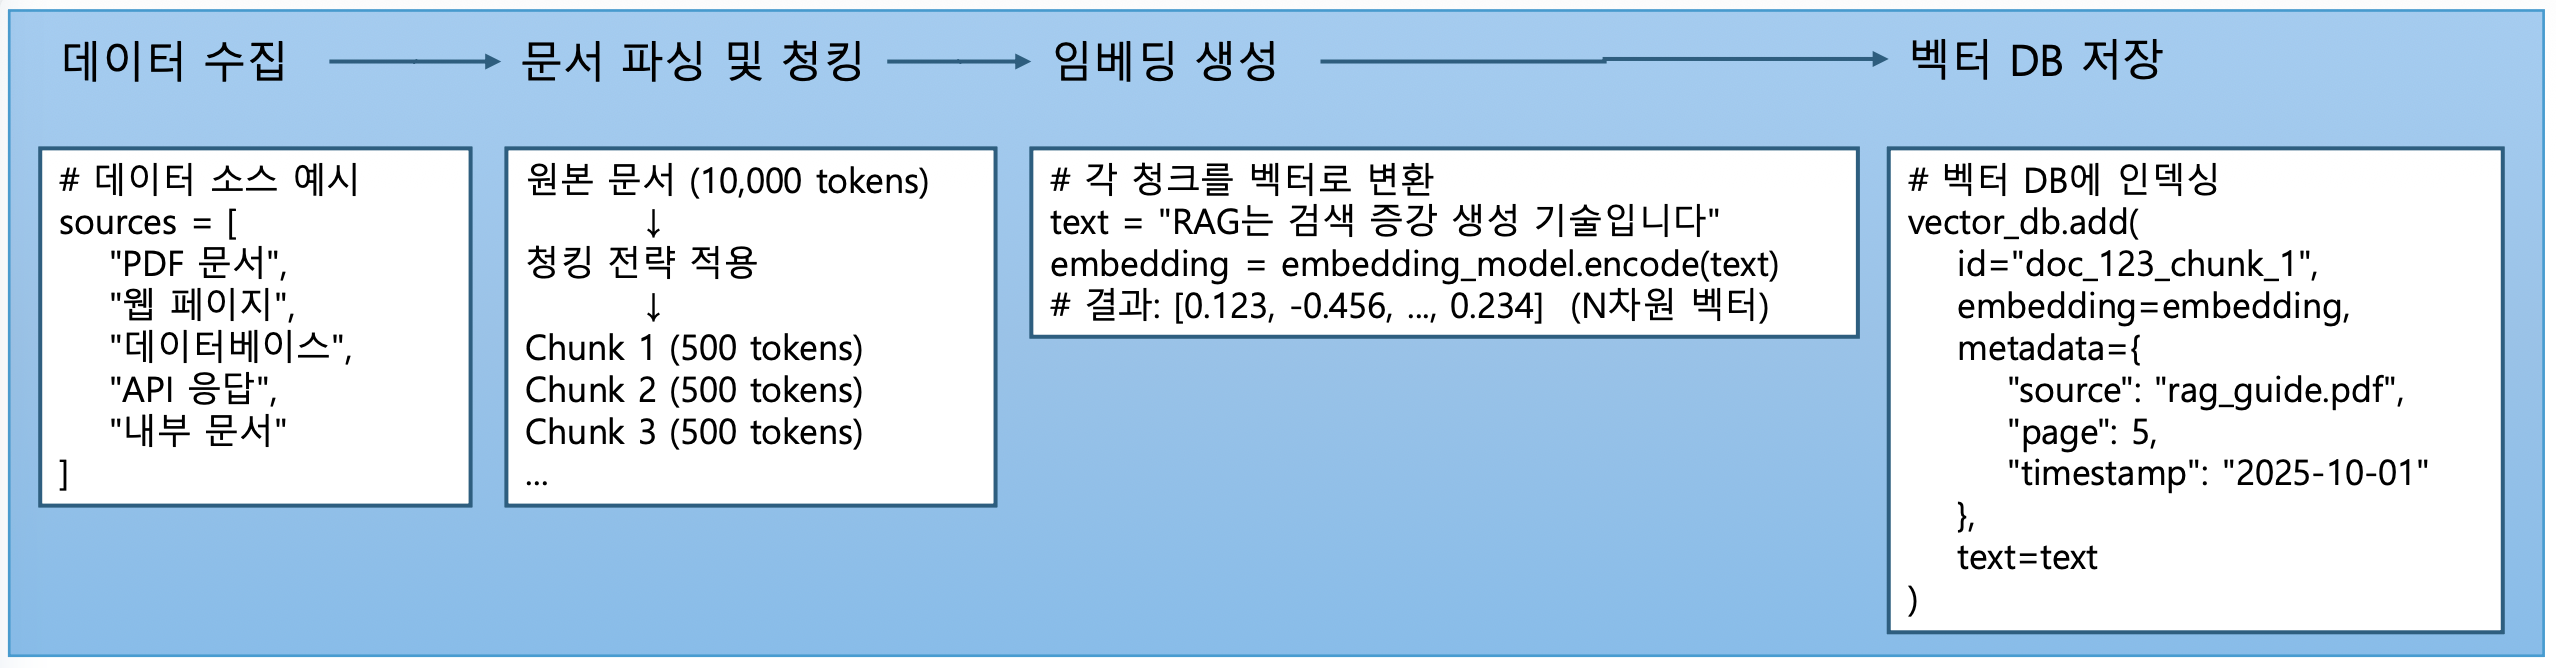 데이터 수집
문서 파싱 및 청킹
임베딩 생성
벡터 DB 저장
# 데이터 소스 예시
sources = [
"PDF 문서",
"웹 페이지",
"데이터베이스",
"API 응답",
"내부 문서"
]
원본 문서 (10,000 tokens)
↓
청킹 전략 적용
↓
Chunk 1 (500 tokens)
Chunk 2 (500 tokens)
Chunk 3 (500 tokens)
...
# 각 청크를 벡터로 변환
text = "RAG는 검색 증강 생성 기술입니다"
embedding = embedding_model.encode(text)
# 결과: [0.123, -0.456, ..., 0.234] (N차원 벡터)
# 벡터 DB에 인덱싱
vector_db.add(
id="doc_123_chunk_1",
embedding=embedding,
metadata={
"source": "rag_guide.pdf",
"page": 5,
"timestamp": "2025-10-01"
},
text=text
)